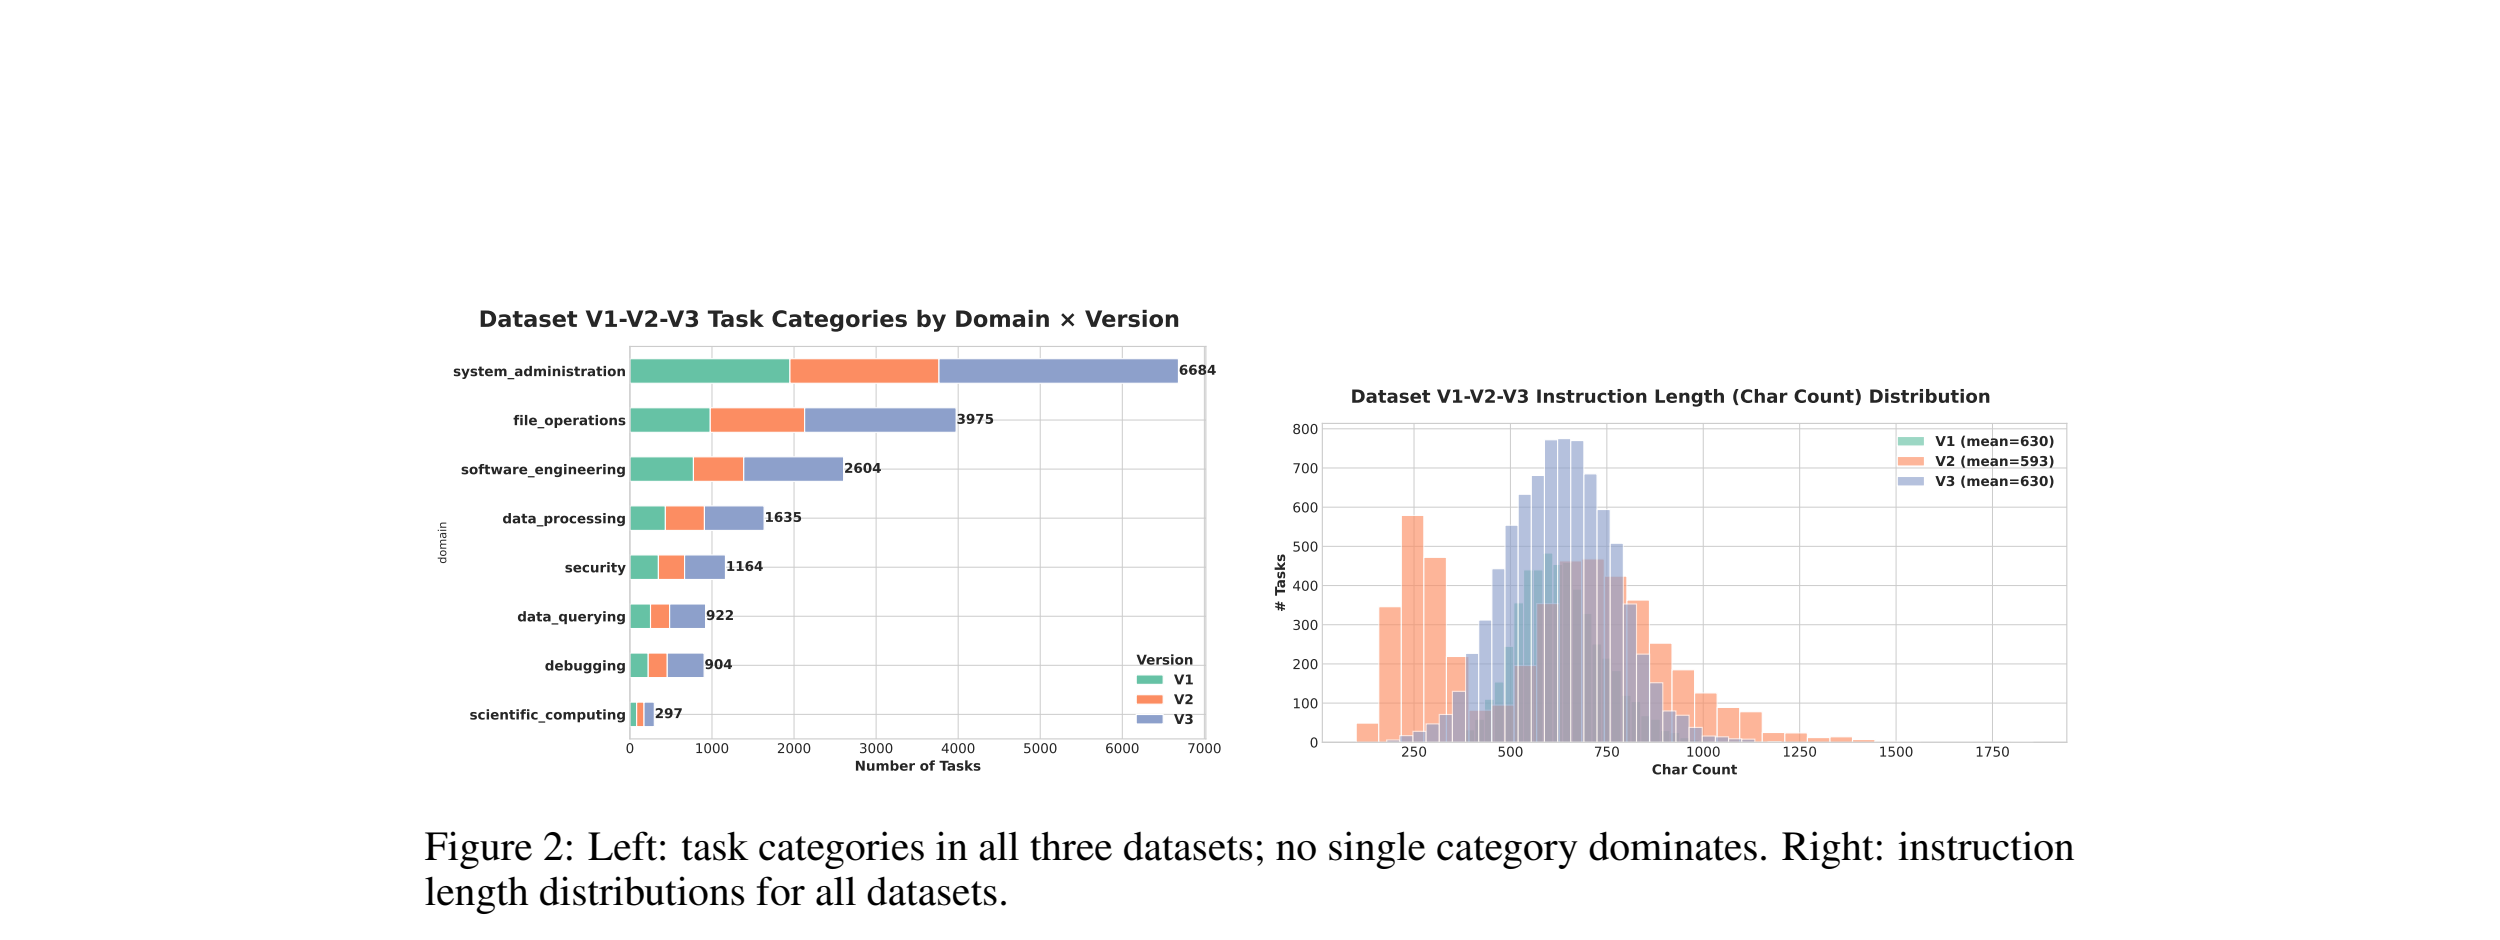 Dataset V1-V2-V3 Task Categories by Domain × Version
domain
system_administration
6684
file_operations
3975
software_engineering
2604
data_processing
1635
security
1164
data_querying
922
debugging
904
scientific_computing
297
Version
V1
V2
V3
0 1000 2000 3000 4000 5000 6000 7000
Number of Tasks
Dataset V1-V2-V3 Instruction Length (Char Count) Distribution
# Tasks
800
700
600
500
400
300
200
100
0
V1 (mean=630)
V2 (mean=593)
V3 (mean=630)
250 500 750 1000 1250 1500 1750
Char Count
Figure 2: Left: task categories in all three datasets; no single category dominates. Right: instruction
length distributions for all datasets.